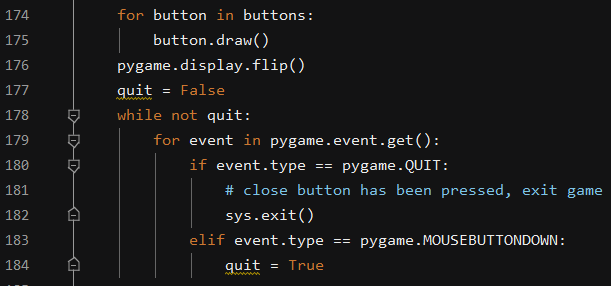 174 for button in buttons:
175 button.draw()
176 pygame.display.flip()
177 quit = False
178 while not quit:
179 for event in pygame.event.get():
180 if event.type == pygame.QUIT:
181 # close button has been pressed, exit game
182 sys.exit()
183 elif event.type == pygame.MOUSEBUTTONDOWN:
184 quit = True